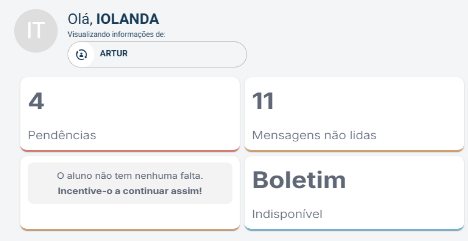 IT
Olá, IOLANDA
Visualizando informações de:
ARTUR
4
Pendências
11
Mensagens não lidas
O aluno não tem nenhuma falta.
Incentive-o a continuar assim!
Boletim
Indisponível